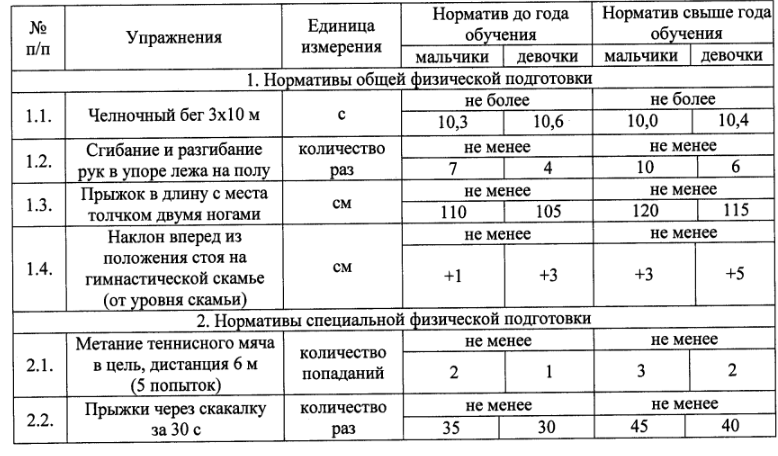 № п/п | Упражнения | Единица измерения | Норматив до года обучения | Норматив свыше года обучения
мальчики | девочки | мальчики | девочки
1. Нормативы общей физической подготовки
1.1. | Челночный бег 3х10 м | с | не более | не более
10,3 | 10,6 | 10,0 | 10,4
1.2. | Сгибание и разгибание рук в упоре лежа на полу | количество раз | не менее | не менее
7 | 4 | 10 | 6
1.3. | Прыжок в длину с места толчком двумя ногами | см | не менее | не менее
110 | 105 | 120 | 115
1.4. | Наклон вперед из положения стоя на гимнастической скамье (от уровня скамьи) | см | не менее | не менее
+1 | +3 | +3 | +5
2. Нормативы специальной физической подготовки
2.1. | Метание теннисного мяча в цель, дистанция 6 м (5 попыток) | количество попаданий | не менее | не менее
2 | 1 | 3 | 2
2.2. | Прыжки через скакалку за 30 с | количество раз | не менее | не менее
35 | 30 | 45 | 40